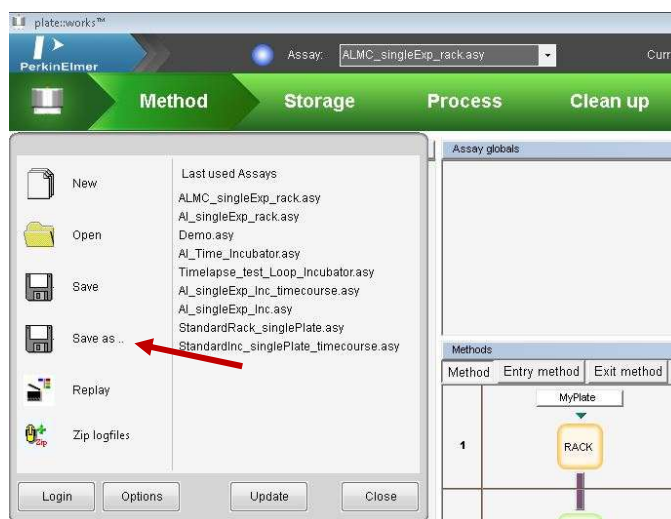 plate::works™
PerkinElmer
Assay: ALMC_singleExp_rack.asy
Curr
Method Storage Process Clean up
New
Open
Save
Save as ..
Replay
Zip logfiles
Zip
Last used Assays
ALMC_singleExp_rack.asy
AI_singleExp_rack.asy
Demo.asy
AI_Time_Incubator.asy
Timelapse_test_Loop_Incubator.asy
AI_singleExp_Inc_timecourse.asy
AI_singleExp_Inc.asy
StandardRack_singlePlate.asy
StandardInc_singlePlate_timecourse.asy
Login Options Update Close
Assay globals
Methods
Method Entry method Exit method
MyPlate
1
RACK